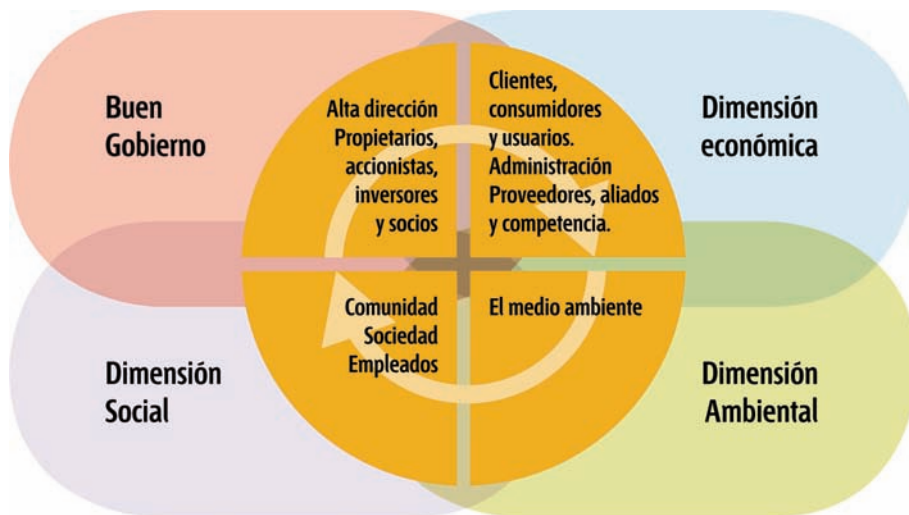 Buen
Gobierno
Alta dirección
Propietarios,
accionistas,
inversores
y socios
Clientes,
consumidores
y usuarios.
Administración
Proveedores, aliados
y competencia.
Dimensión
económica
Dimensión
Social
Comunidad
Sociedad
Empleados
El medio ambiente
Dimensión
Ambiental